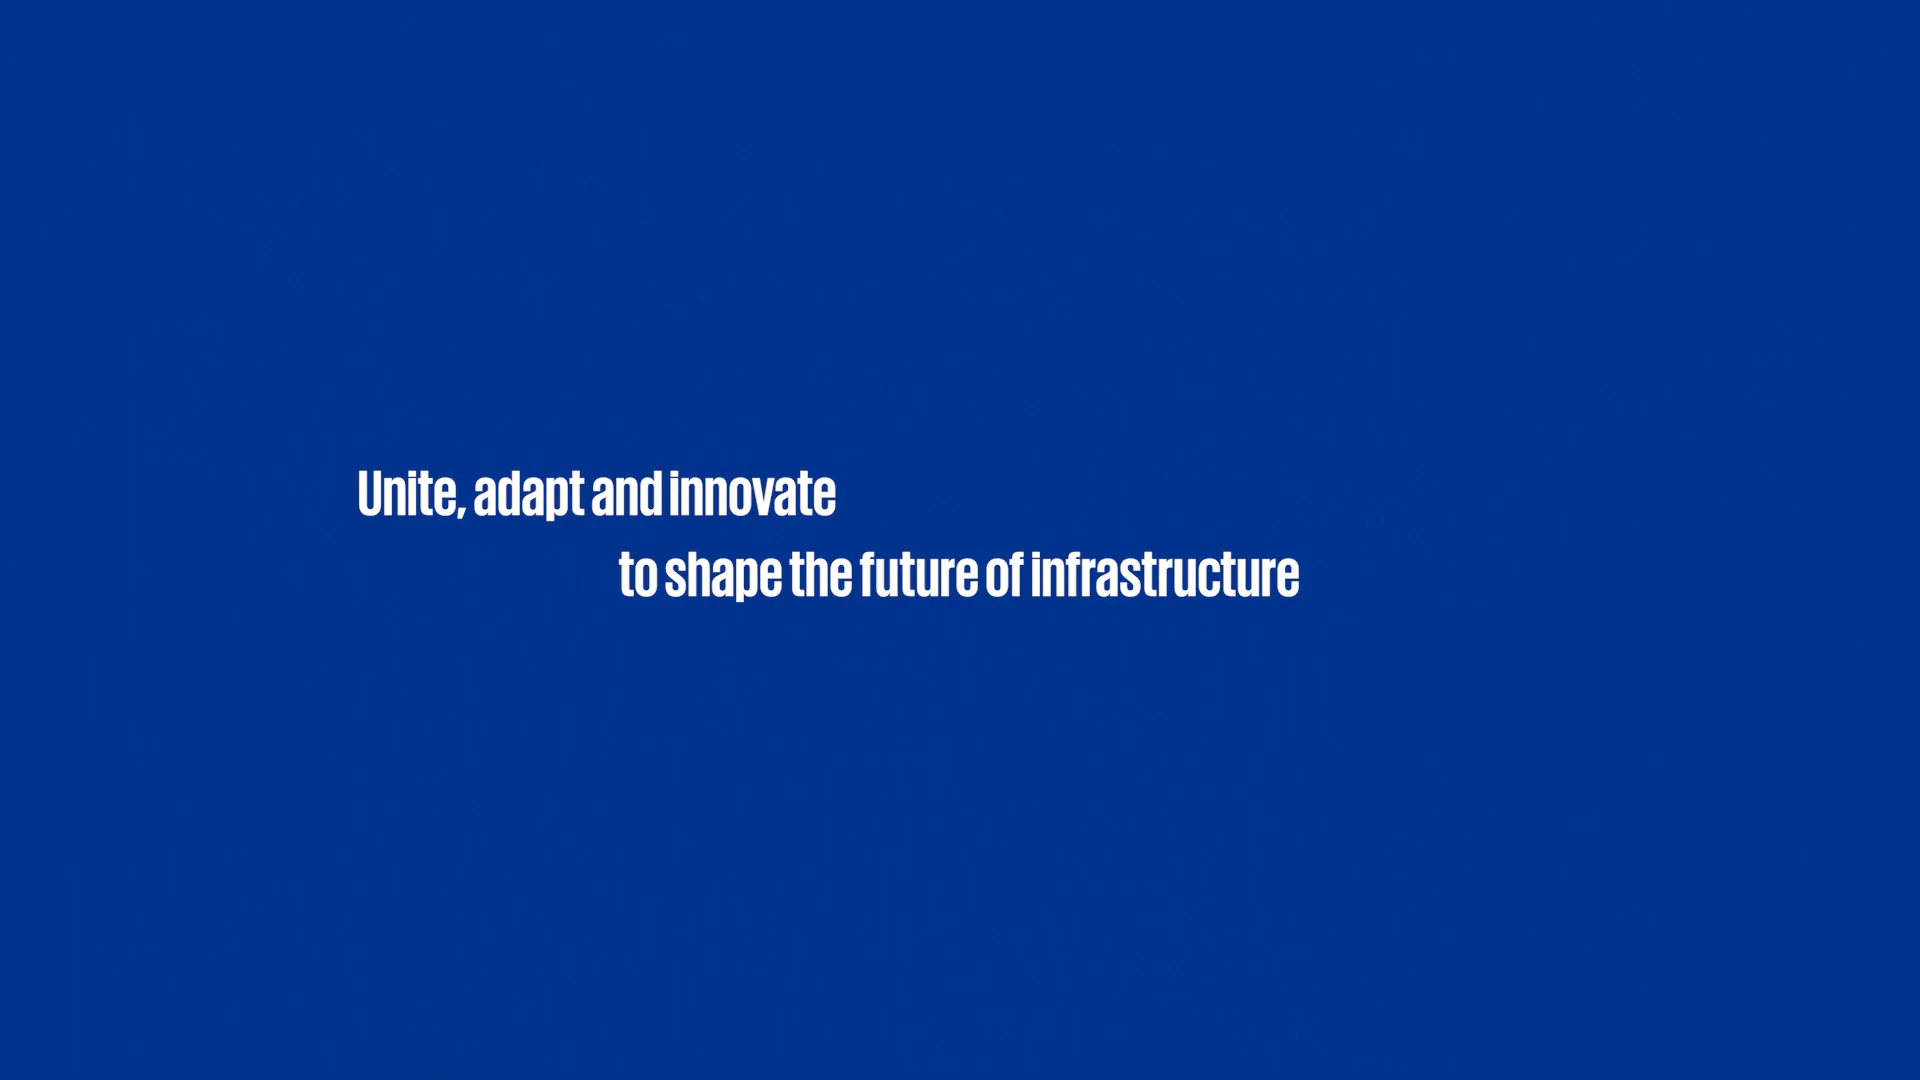 Unite, adapt and innovate
to shape the future of infrastructure